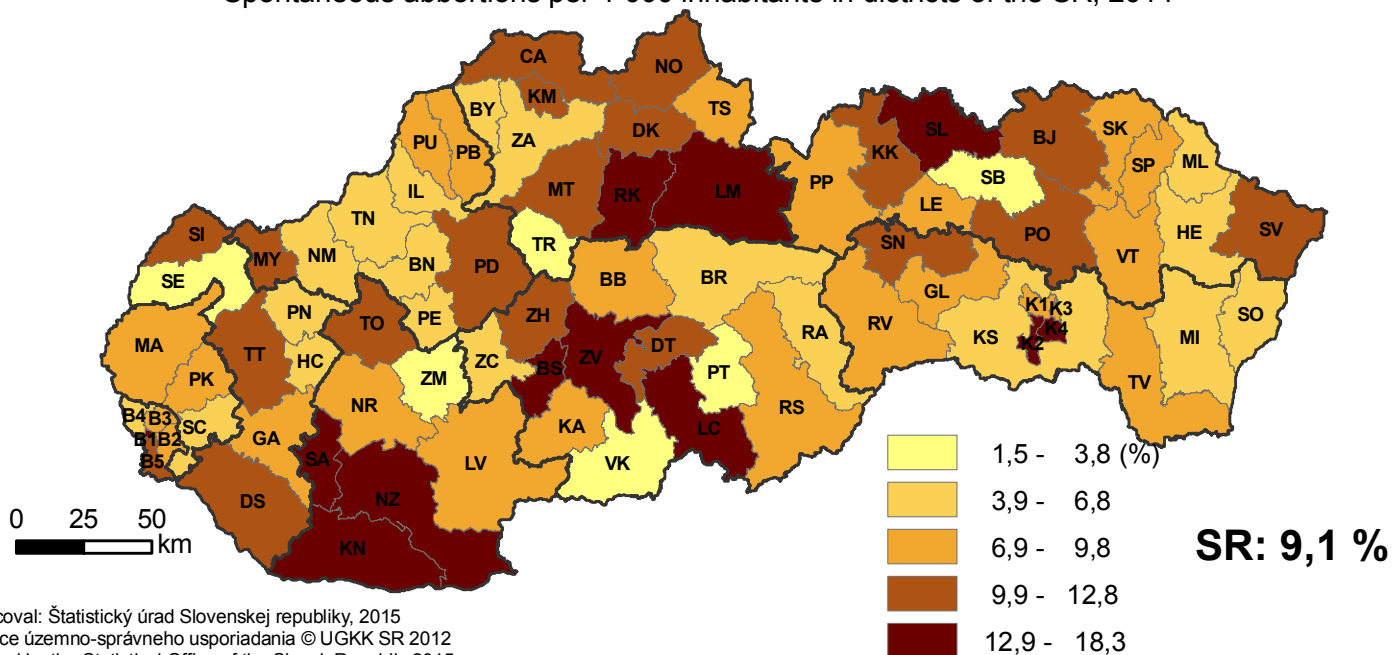 CA
NO
KM
BY
TS
ZA
DK
PU
PB
SL
BJ
SK
KK
SP
ML
MT
RK
LM
PP
SB
IL
LE
TN
SI
MY
NM
BN
PD
TR
SN
PO
HE
SV
VT
SE
BB
BR
GL
PN
PE
TO
ZH
RV
RA
K1
K3
KS
K4
K2
SO
MI
MA
TT
HC
ZC
BS
ZV
DT
PT
PK
ZM
TV
B4
B3
SC
NR
KA
RS
B1
B2
GA
LC
B5
SA
LV
VK
DS
NZ
KN
0 25 50
km
1,5 - 3,8 (%)
3,9 - 6,8
6,9 - 9,8
9,9 - 12,8
12,9 - 18,3
SR: 9,1 %
coval: Štatistický úrad Slovenskej republiky, 2015
ce územno-správneho usporiadania © UGKK SR 2012